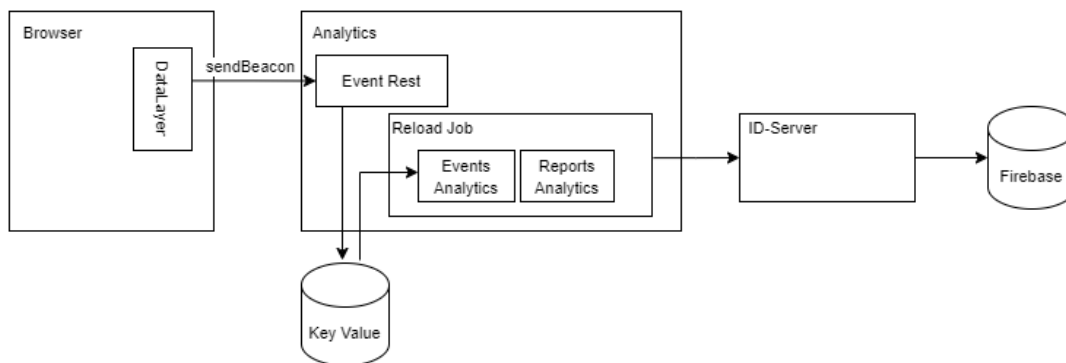 Browser
DataLayer
sendBeacon
Analytics
Event Rest
Reload Job
Events
Analytics
Reports
Analytics
Key Value
ID-Server
Firebase